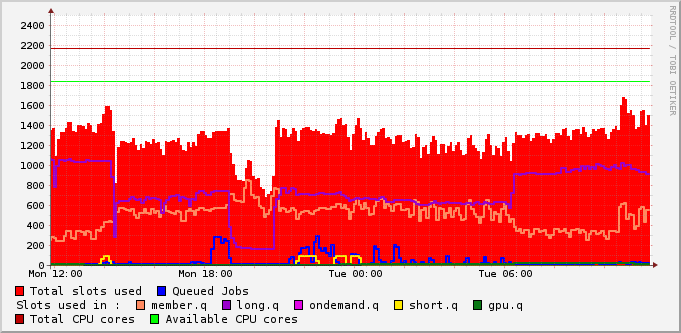 RRDTOOL / TOBI OETIKER
2400
2200
2000
1800
1600
1400
1200
1000
800
600
400
200
0
Mon 12:00 Mon 18:00 Tue 00:00 Tue 06:00
Total slots used Queued Jobs
Slots used in : member.q long.q ondemand.q short.q gpu.q
Total CPU cores Available CPU cores